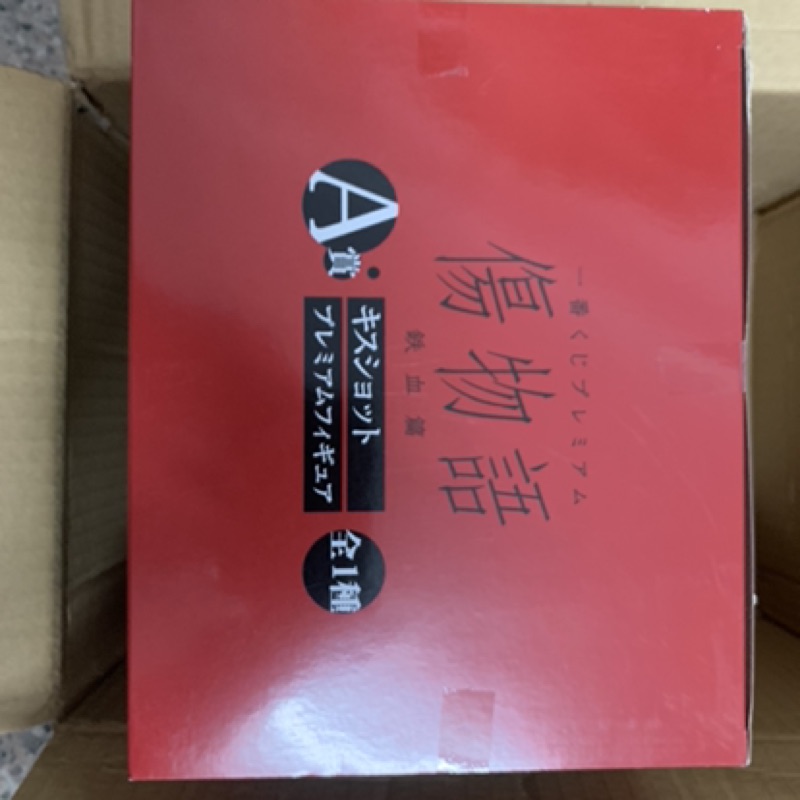 一番くじプレミアム
傷物語
鉄血篇
A賞
キスショット
プレミアムフィギュア
全1種